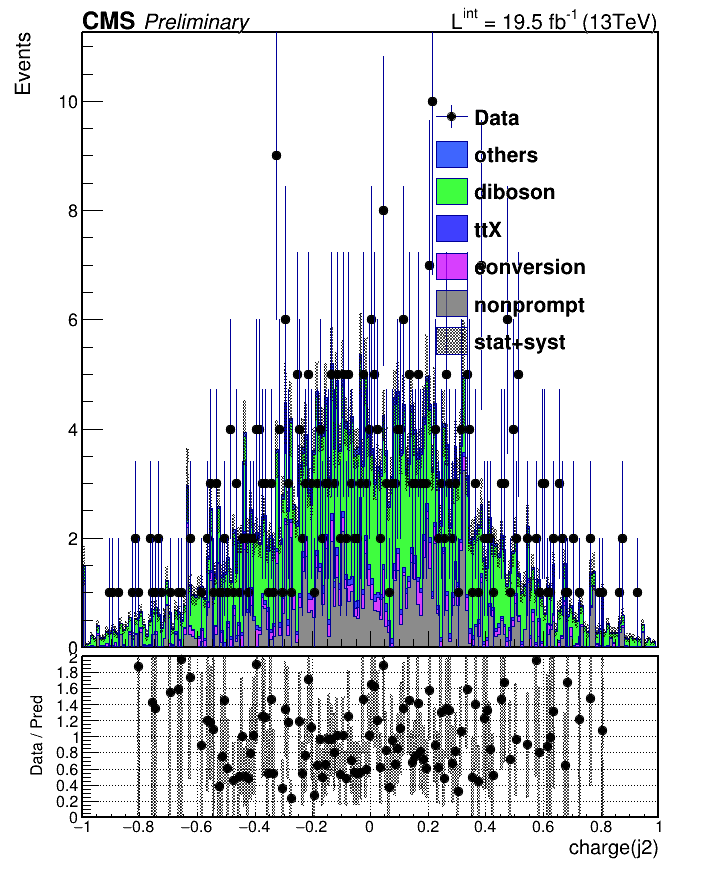 CMS Preliminary L^int = 19.5 fb^-1 (13TeV)
Events
10
8
6
4
2
0
Data
others
diboson
ttX
conversion
nonprompt
stat+syst
Data / Pred
2
1.8
1.6
1.4
1.2
1
0.8
0.6
0.4
0.2
0
−1 −0.8 −0.6 −0.4 −0.2 0 0.2 0.4 0.6 0.8 1
charge(j2)